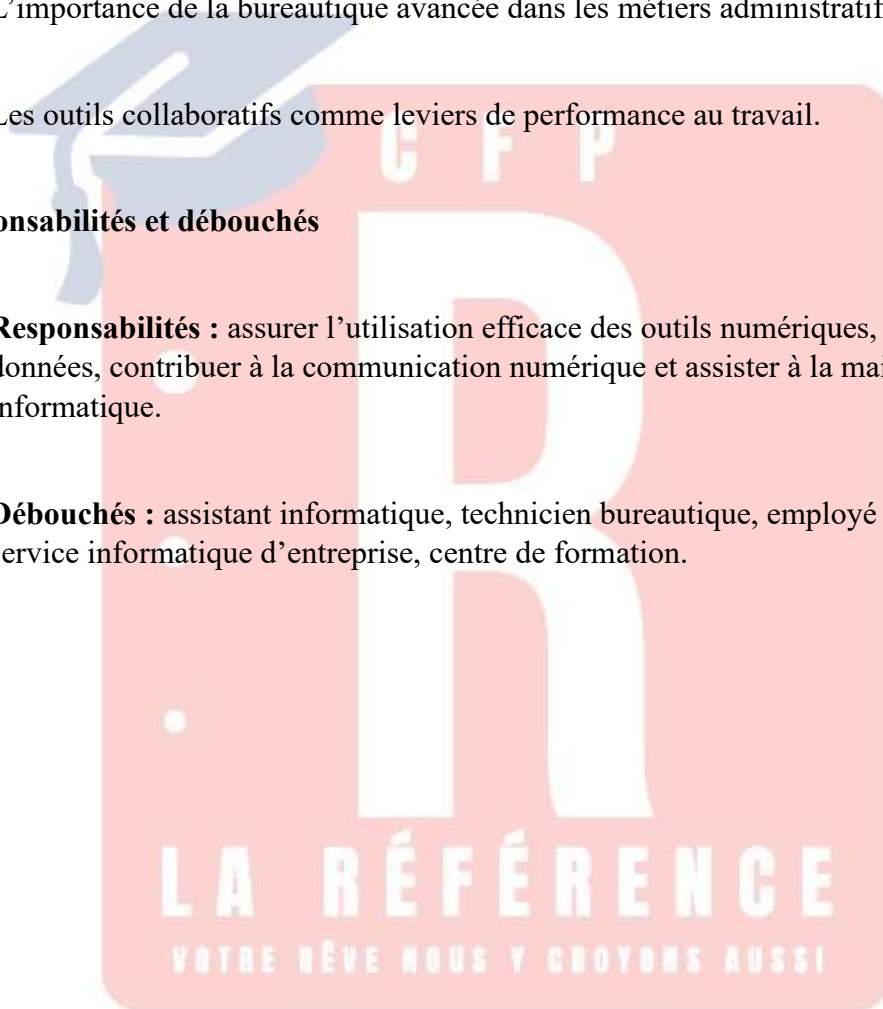 L’importance de la bureautique avancée dans les métiers administratif
Les outils collaboratifs comme leviers de performance au travail.
C F P
onsabilités et débouchés
Responsabilités : assurer l’utilisation efficace des outils numériques,
données, contribuer à la communication numérique et assister à la mai
informatique.
Débouchés : assistant informatique, technicien bureautique, employé
service informatique d’entreprise, centre de formation.
R
LA RÉFÉRENCE
VOTRE RÊVE NOUS Y CROYONS AUSSI